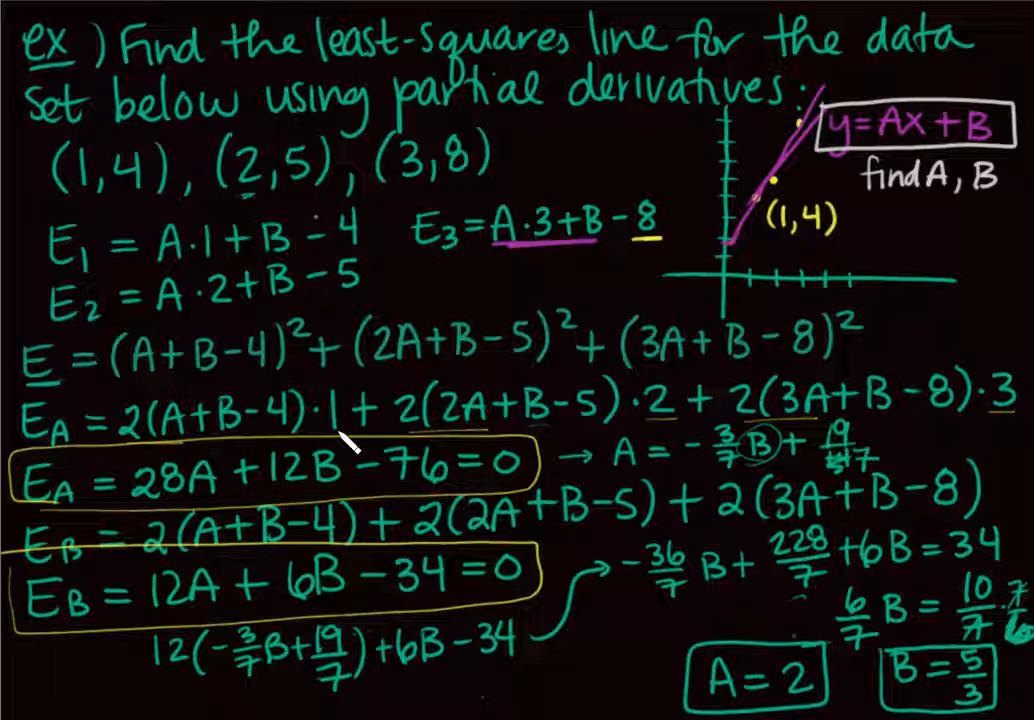 ex) Find the least-squares line for the data
set below using partial derivatives:
(1,4), (2,5), (3,8)
y=Ax+B
find A, B
(1,4)
E₁ = A·1+B-4
E₃=A·3+B-8
E₂ = A·2+B-5
E = (A+B-4)²+(2A+B-5)²+(3A+B-8)²
E_A = 2(A+B-4)·1+ 2(2A+B-5)·2 + 2(3A+B-8)·3
E_A = 28A+12B-76=0 → A = -3/7 B + 19/7
E_B = 2(A+B-4)+2(2A+B-5)+2(3A+B-8)
E_B = 12A + 6B-34=0
-36/7 B+ 228/7 +6B=34
12(-3/7 B+19/7)+6B-34
6/7 B = 10/7 · 7/6
A=2
B=5/3